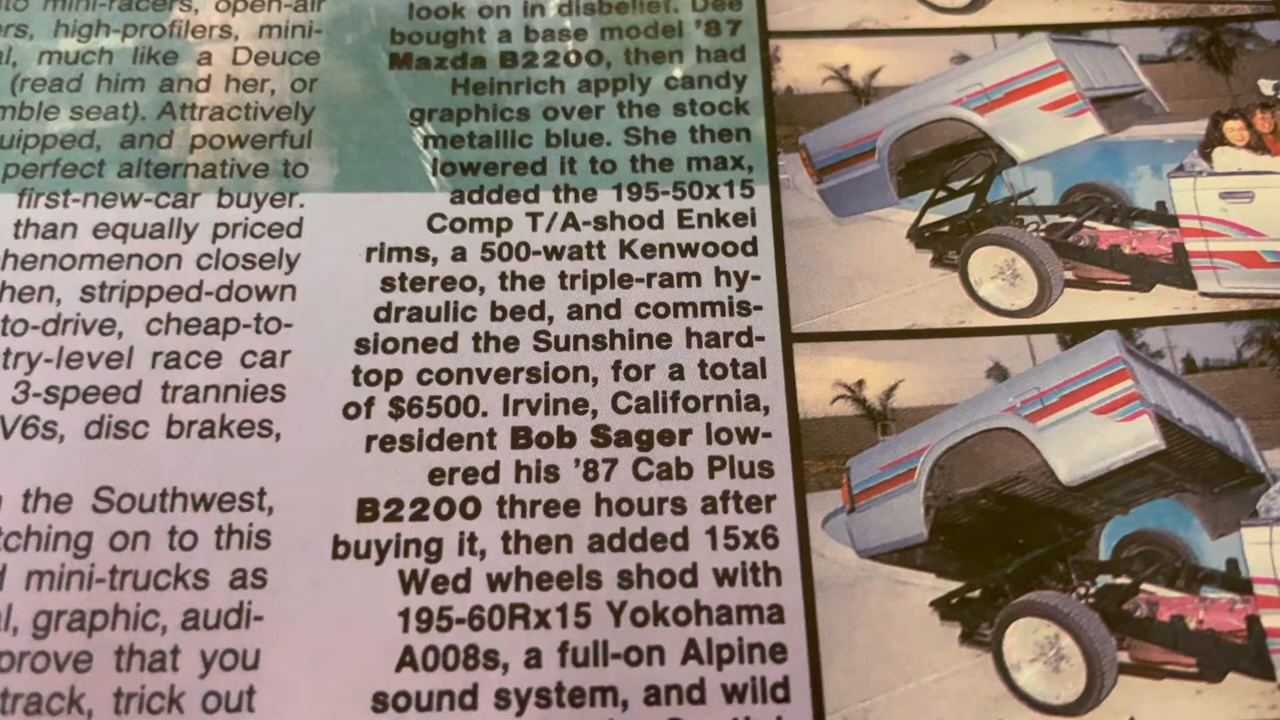 to mini-racers, open-air
ers, high-profilers, mini-
al, much like a Deuce
(read him and her, or
mble seat). Attractively
uipped, and powerful
perfect alternative to
first-new-car buyer.
than equally priced
henomenon closely
hen, stripped-down
to-drive, cheap-to-
try-level race car
3-speed trannies
V6s, disc brakes,
the Southwest,
tching on to this
mini-trucks as
al, graphic, audi-
prove that you
track, trick out
look on in disbelief. Dee
bought a base model '87
Mazda B2200, then had
Heinrich apply candy
graphics over the stock
metallic blue. She then
lowered it to the max,
added the 195-50x15
Comp T/A-shod Enkei
rims, a 500-watt Kenwood
stereo, the triple-ram hy-
draulic bed, and commis-
sioned the Sunshine hard-
top conversion, for a total
of $6500. Irvine, California,
resident Bob Sager low-
ered his '87 Cab Plus
B2200 three hours after
buying it, then added 15x6
Wed wheels shod with
195-60Rx15 Yokohama
A008s, a full-on Alpine
sound system, and wild